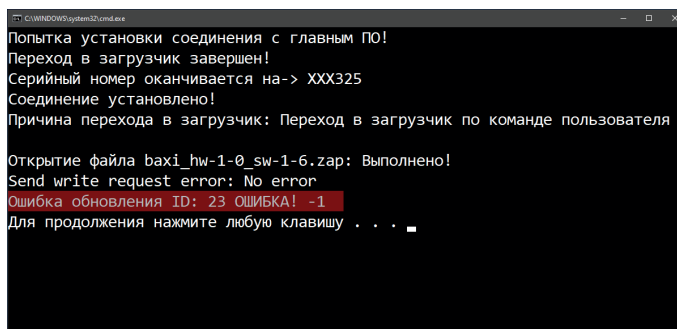 C:\WINDOWS\system32\cmd.exe
Попытка установки соединения с главным ПО!
Переход в загрузчик завершен!
Серийный номер оканчивается на-> XXX325
Соединение установлено!
Причина перехода в загрузчик: Переход в загрузчик по команде пользователя
Открытие файла baxi_hw-1-0_sw-1-6.zap: Выполнено!
Send write request error: No error
Ошибка обновления ID: 23 ОШИБКА! -1
Для продолжения нажмите любую клавишу . . .